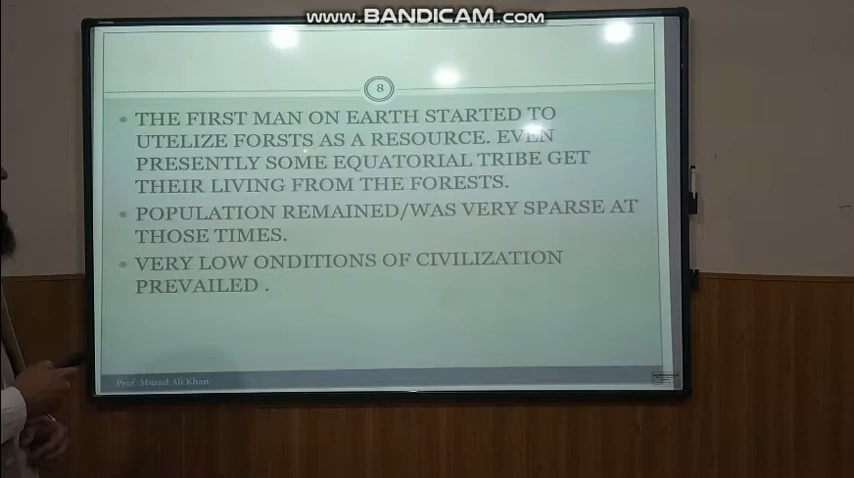 WWW.BANDICAM.COM
8
THE FIRST MAN ON EARTH STARTED TO
UTELIZE FORSTS AS A RESOURCE. EVEN
PRESENTLY SOME EQUATORIAL TRIBE GET
THEIR LIVING FROM THE FORESTS.
POPULATION REMAINED/WAS VERY SPARSE AT
THOSE TIMES.
VERY LOW ONDITIONS OF CIVILIZATION
PREVAILED .
Prof. Murad Ali Khan